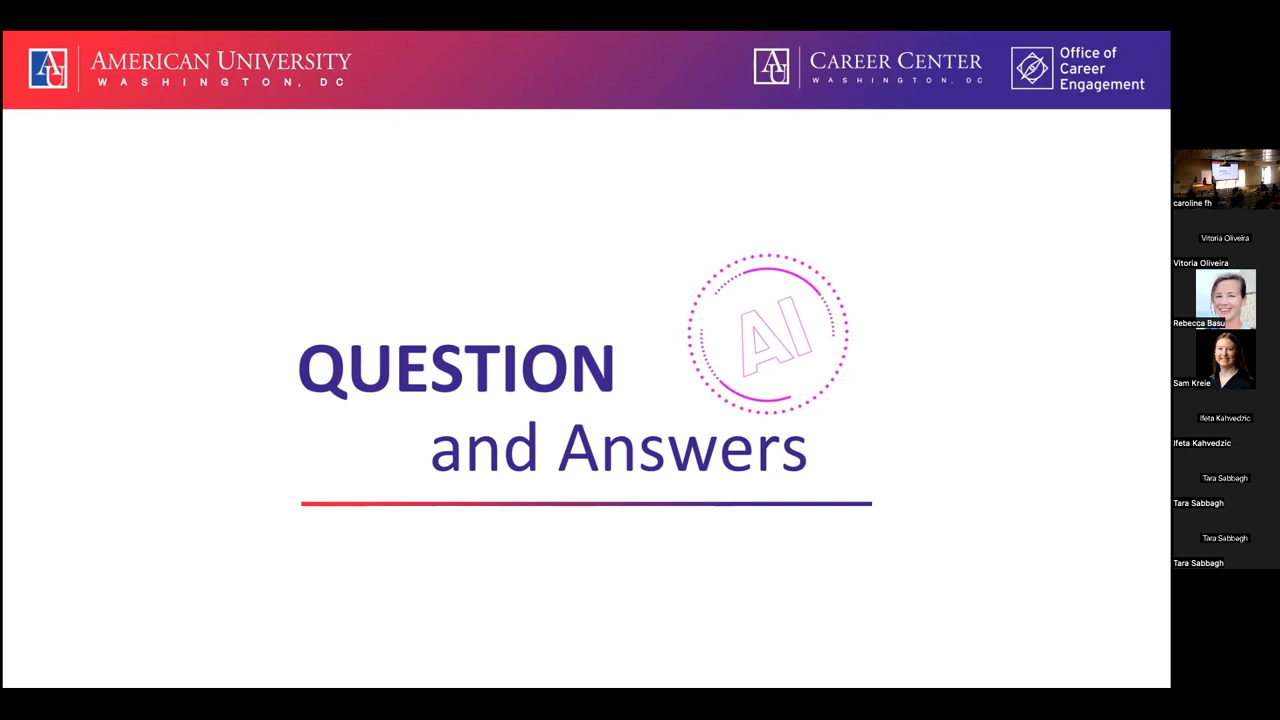 AMERICAN UNIVERSITY
WASHINGTON, DC
CAREER CENTER
WASHINGTON, DC
Office of
Career
Engagement
AI
QUESTION
and Answers
caroline fh
Vitoria Oliveira
Vitoria Oliveira
Rebecca Basu
Sam Kreie
Ifeta Kahvedzic
Ifeta Kahvedzic
Tara Sabbagh
Tara Sabbagh
Tara Sabbagh
Tara Sabbagh